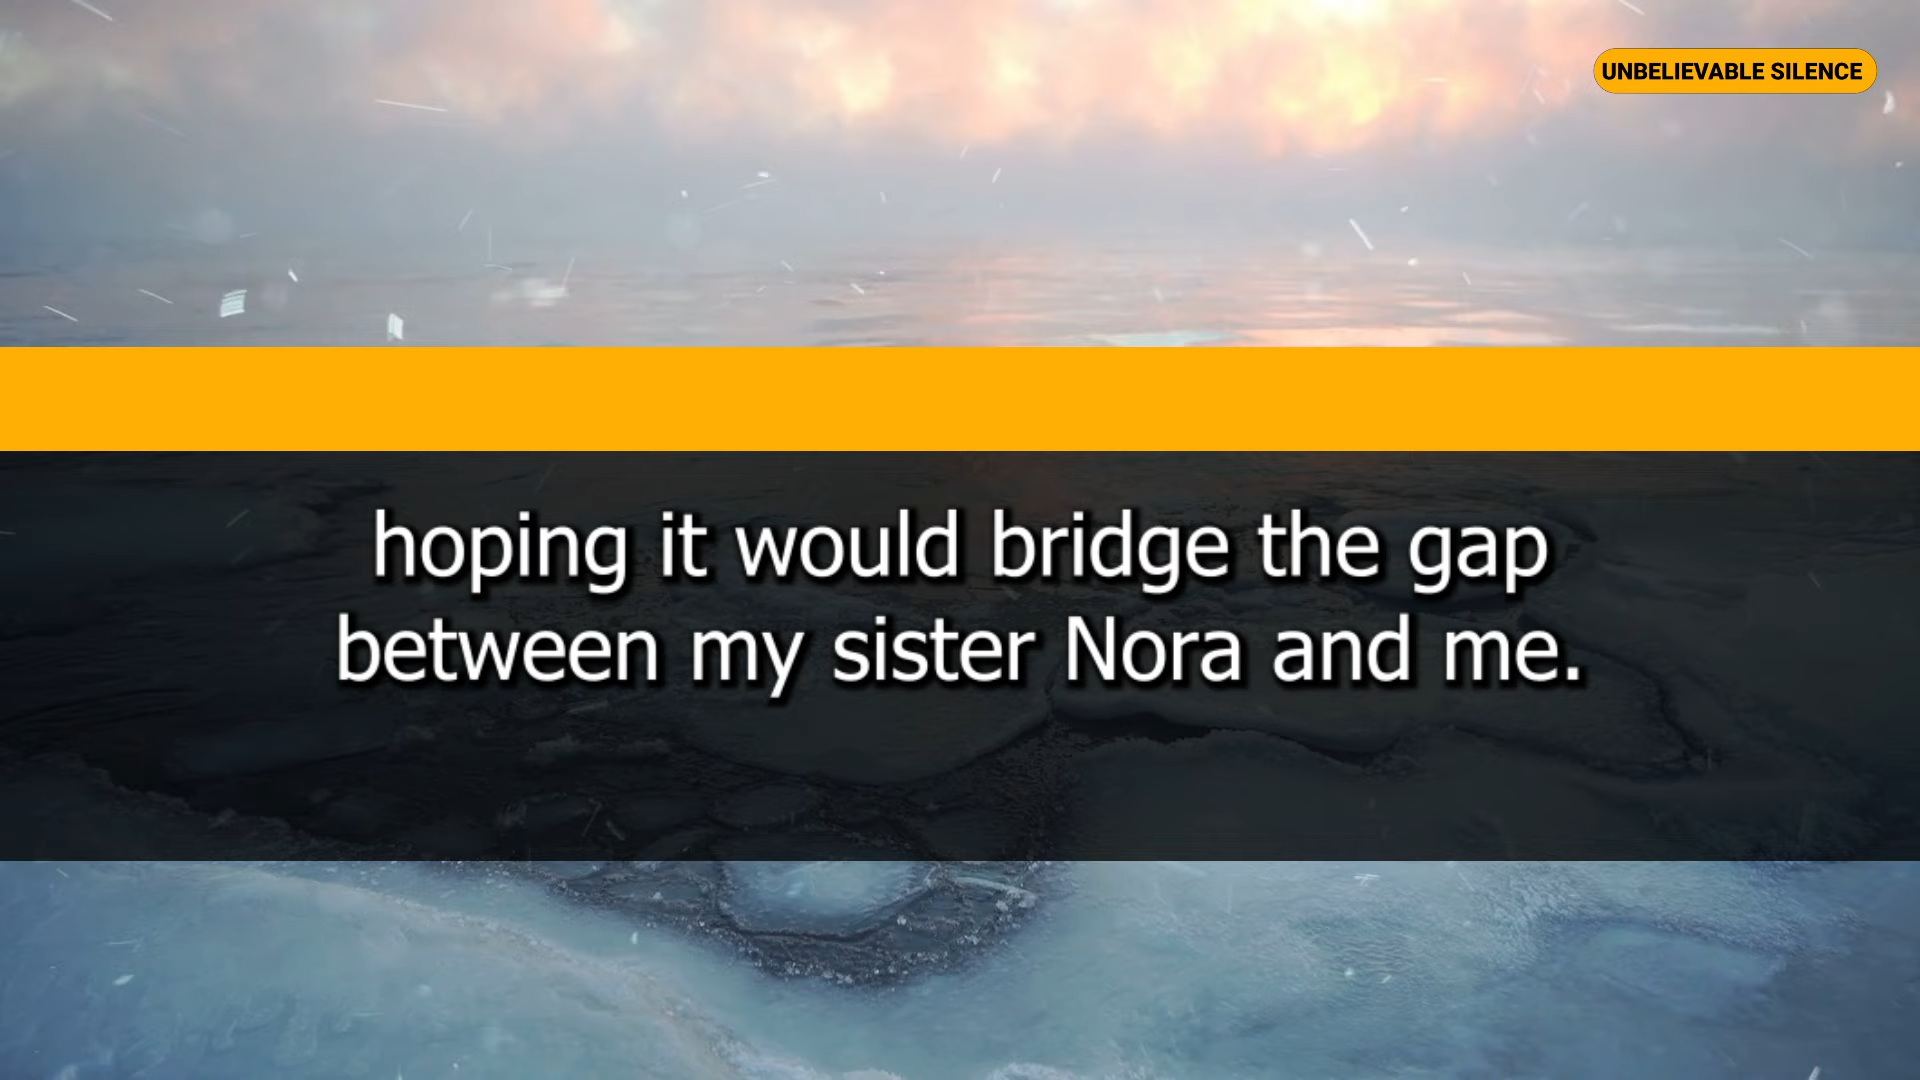 UNBELIEVABLE SILENCE
hoping it would bridge the gap
between my sister Nora and me.